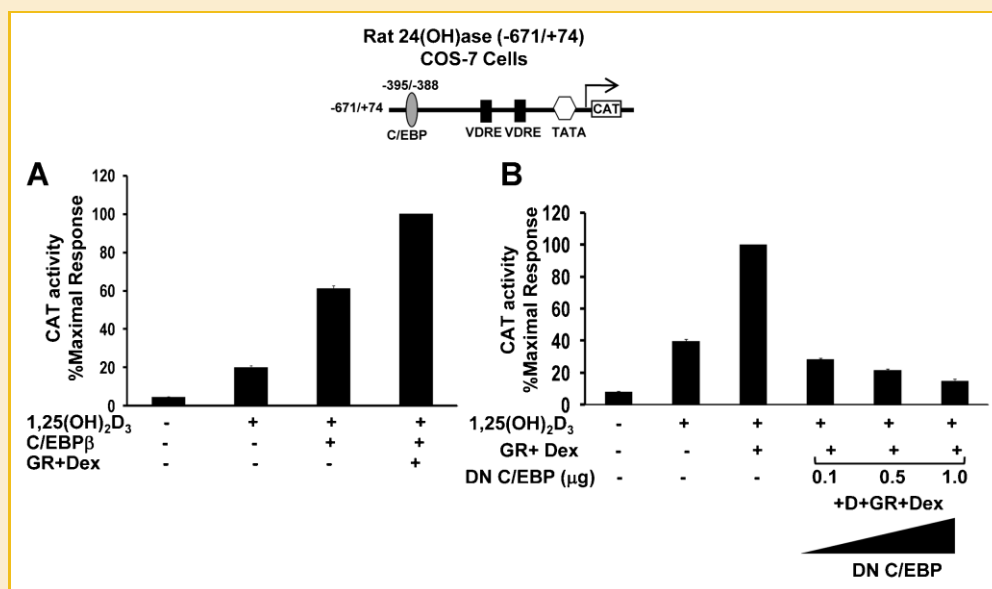 Rat 24(OH)ase (-671/+74)
COS-7 Cells
-395/-388
-671/+74
CAT
C/EBP
VDRE VDRE TATA
A
CAT activity
%Maximal Response
120
100
80
60
40
20
0
1,25(OH)₂D₃ - + + +
C/EBPβ - - + +
GR+Dex - - - +
B
CAT activity
%Maximal Response
120
100
80
60
40
20
0
1,25(OH)₂D₃ - + + + + +
GR+ Dex - - + + + +
DN C/EBP (μg) - - - 0.1 0.5 1.0
+D+GR+Dex
DN C/EBP